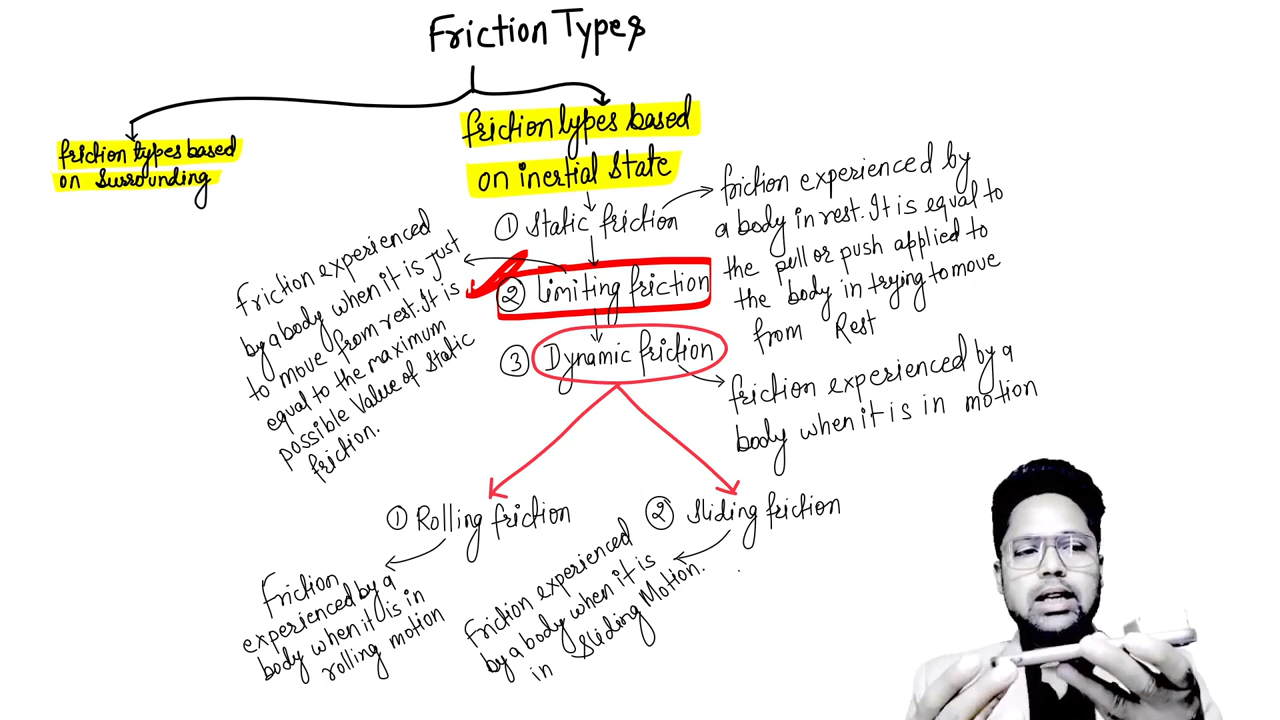 Friction Types
friction types based
on Surrounding
friction types based
on inertial State
① Static friction
friction experienced by
a body in rest. It is equal to
the pull or push applied to
the body in trying to move
from Rest
② limiting friction
Friction experienced
by a body when it is just
to move from rest. It is
equal to the maximum
possible Value of Static
friction.
③ Dynamic friction
friction experienced by a
body when it is in motion
① Rolling friction
Friction
experienced by a
body when it is in
rolling motion
② Sliding friction
Friction experienced
by a body when it is
in Sliding Motion.